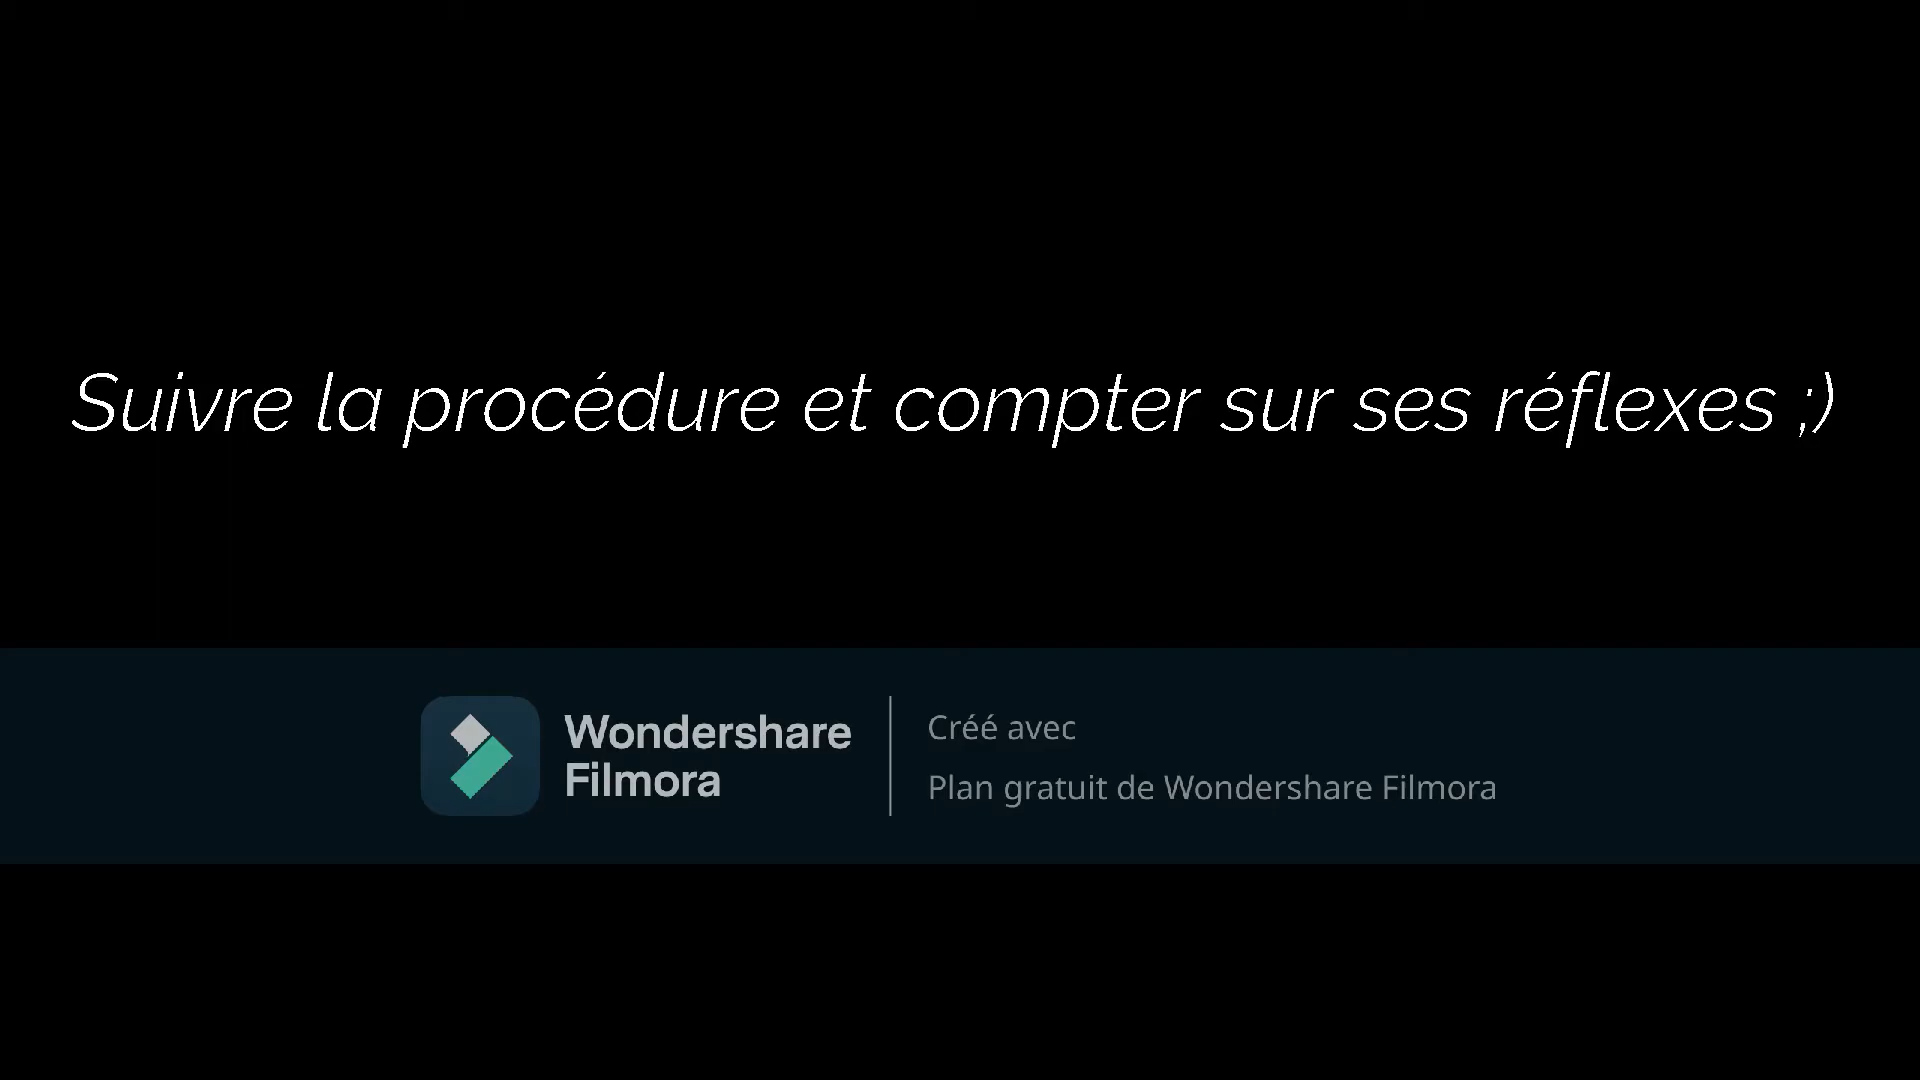 Suivre la procédure et compter sur ses réflexes ;)
Wondershare
Filmora
Créé avec
Plan gratuit de Wondershare Filmora